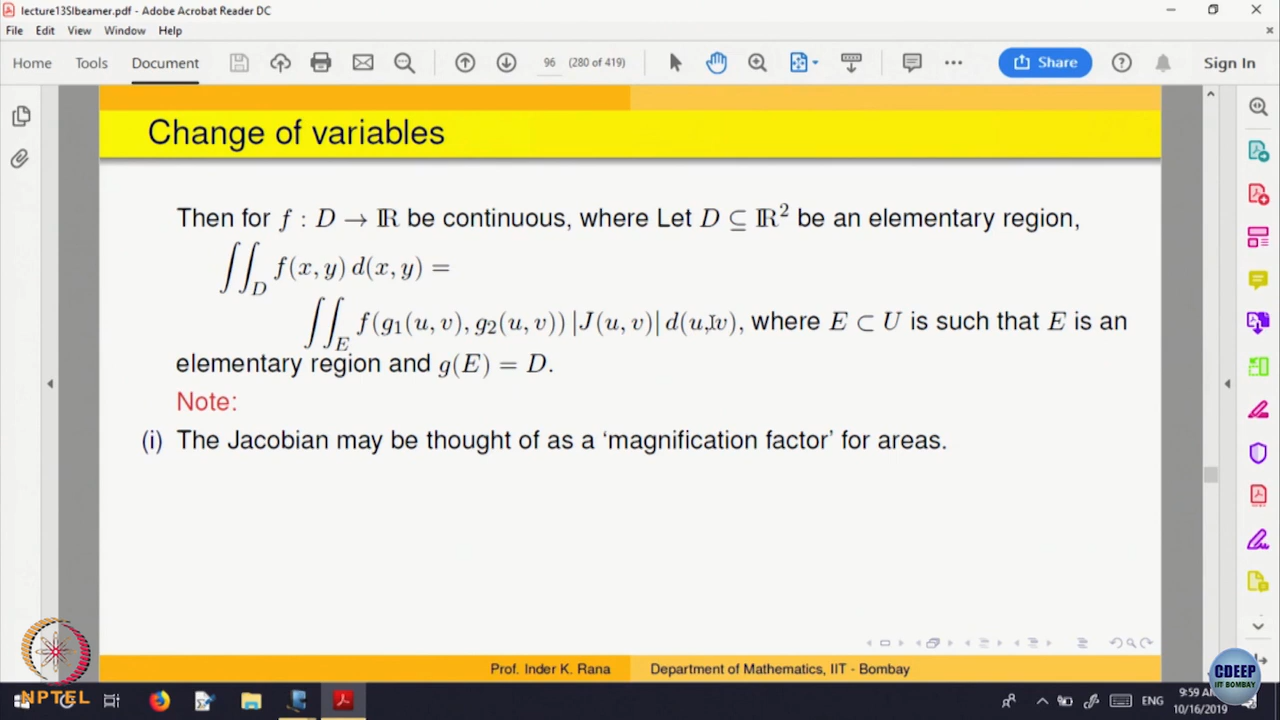 lecture13Slbeamer.pdf - Adobe Acrobat Reader DC
File Edit View Window Help
Home Tools Document 96 (280 of 419) Share Sign In
Change of variables
Then for f : D → ℝ be continuous, where Let D ⊆ ℝ² be an elementary region,
∬_D f(x, y) d(x, y) =
∬_E f(g₁(u, v), g₂(u, v)) |J(u, v)| d(u, v), where E ⊂ U is such that E is an
elementary region and g(E) = D.
Note:
(i) The Jacobian may be thought of as a ‘magnification factor’ for areas.
Prof. Inder K. Rana Department of Mathematics, IIT - Bombay
NPTEL
CDEEP
IIT BOMBAY
ENG
9:59
10/16/2019